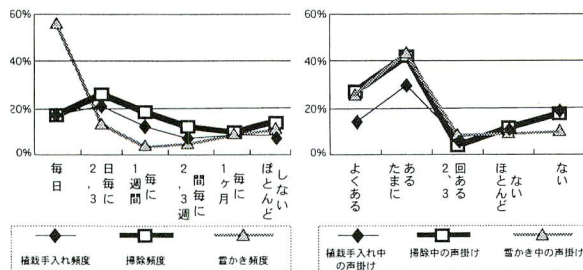 60%
40%
20%
0%
毎日
2,3日毎に
1週間毎に
2,3週間毎に
1ケ月毎に
ほとんどしない
植栽手入れ頻度
掃除頻度
雪かき頻度
60%
40%
20%
0%
よくある
たまにある
2,3回ある
ほとんどない
ない
植栽手入れ中の声掛け
掃除中の声掛け
雪かき中の声掛け